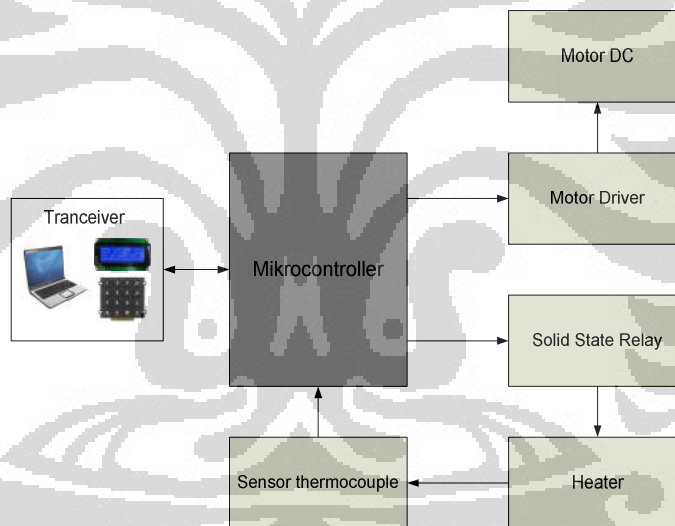 Motor DC
Tranceiver
Motor Driver
Mikrocontroller
Solid State Relay
Sensor thermocouple
Heater